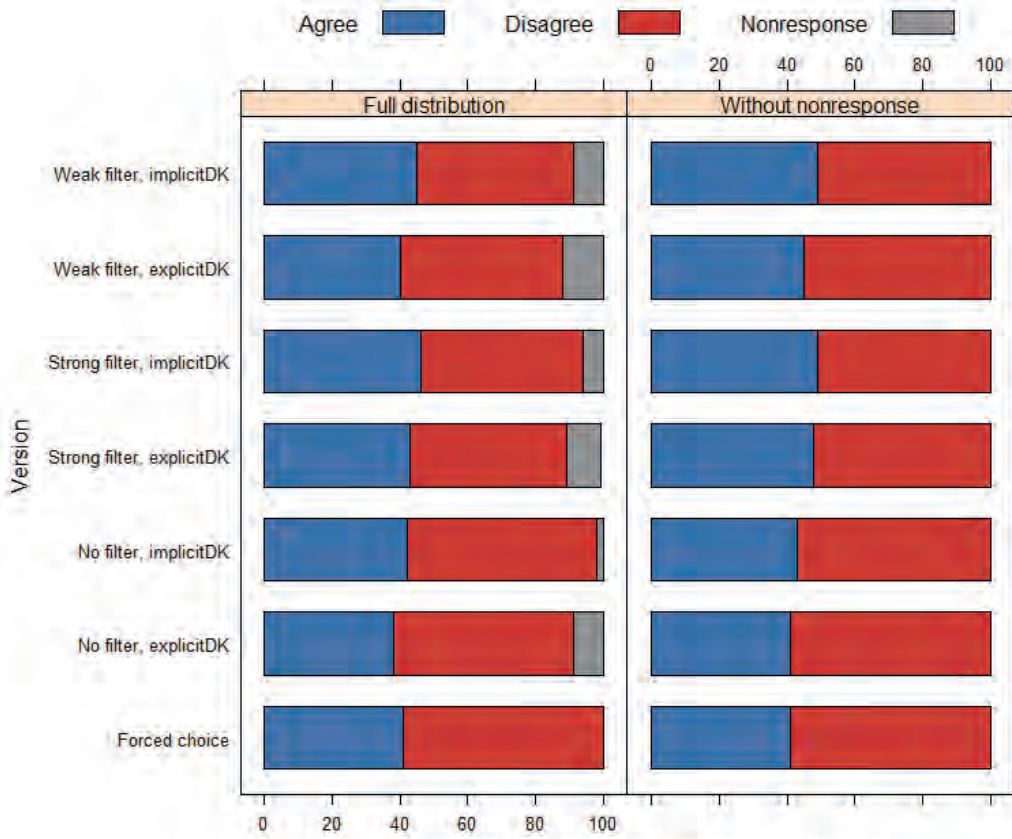 Agree Disagree Nonresponse
0 20 40 60 80 100
Full distribution Without nonresponse
Weak filter, implicitDK
Weak filter, explicitDK
Strong filter, implicitDK
Strong filter, explicitDK
No filter, implicitDK
No filter, explicitDK
Forced choice
Version
0 20 40 60 80 100